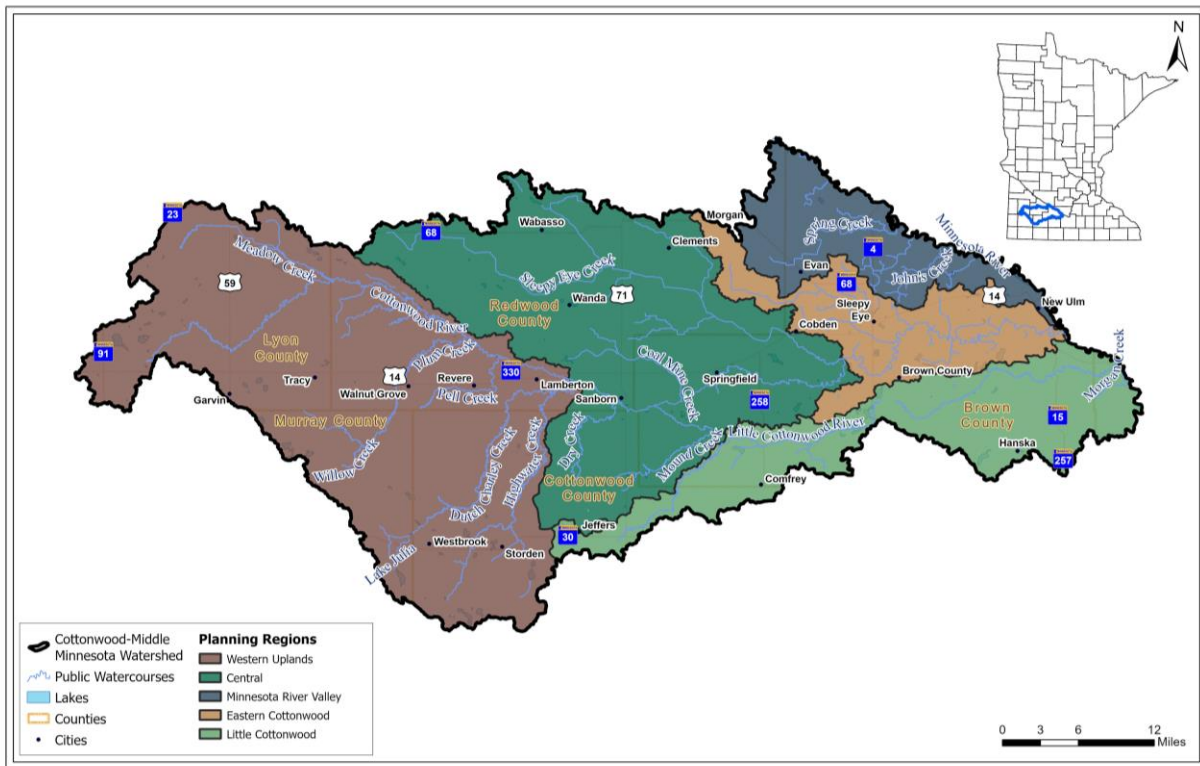 N
Morgan
23
68
Wabasso
Clements
Spring Creek
4
Minnesota River
Meadow Creek
59
Sleepy Eye Creek
Evan
John's Creek
68
14
Cottonwood River
Redwood
County
Wanda
71
Sleepy
Eye
New Ulm
Cobden
Lyon
County
91
Plum Creek
Coal Mine Creek
Morgan Creek
Tracy
14
Revere
330
Lamberton
Springfield
Brown County
Garvin
Walnut Grove
Pell Creek
Sanborn
258
Murray County
Brown
County
15
Little Cottonwood River
Dry Creek
Mound Creek
Hanska
257
Willow Creek
Dutch Charley Creek
Highwater Creek
Cottonwood
County
Comfrey
30
Jeffers
Westbrook
Storden
Lake Julia
Cottonwood-Middle
Minnesota Watershed
Public Watercourses
Lakes
Counties
Cities
Planning Regions
Western Uplands
Central
Minnesota River Valley
Eastern Cottonwood
Little Cottonwood
0 3 6 12
Miles